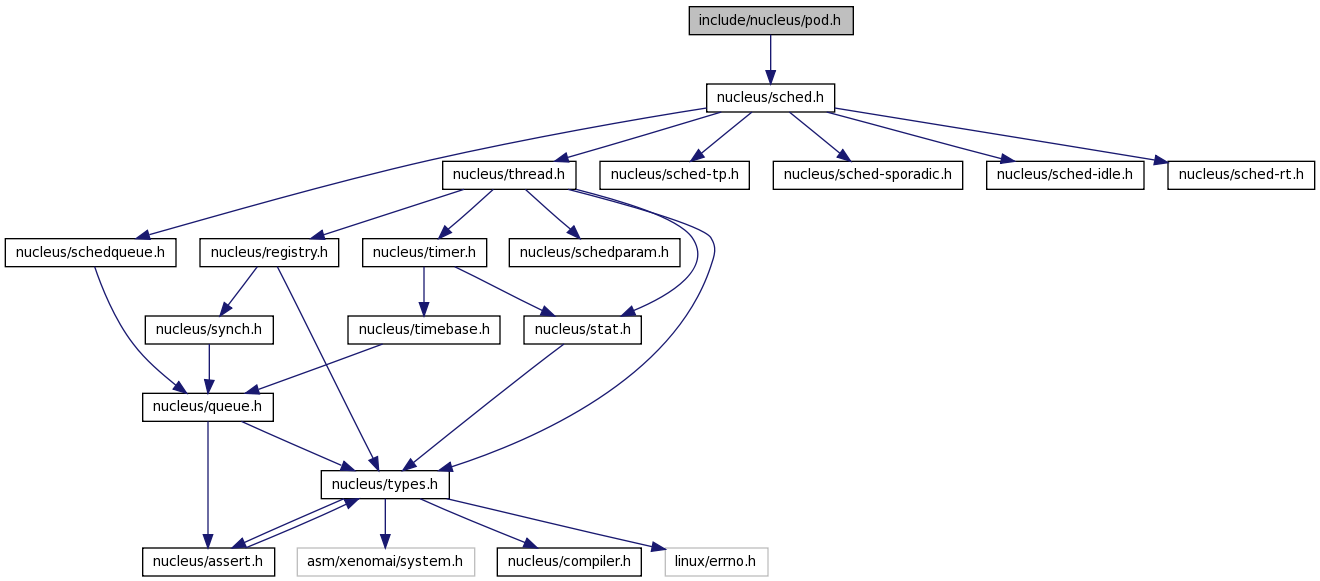 include/nucleus/pod.h
nucleus/sched.h
nucleus/thread.h
nucleus/sched-tp.h
nucleus/sched-sporadic.h
nucleus/sched-idle.h
nucleus/sched-rt.h
nucleus/schedqueue.h
nucleus/registry.h
nucleus/timer.h
nucleus/schedparam.h
nucleus/synch.h
nucleus/timebase.h
nucleus/stat.h
nucleus/queue.h
nucleus/types.h
nucleus/assert.h
asm/xenomai/system.h
nucleus/compiler.h
linux/errno.h